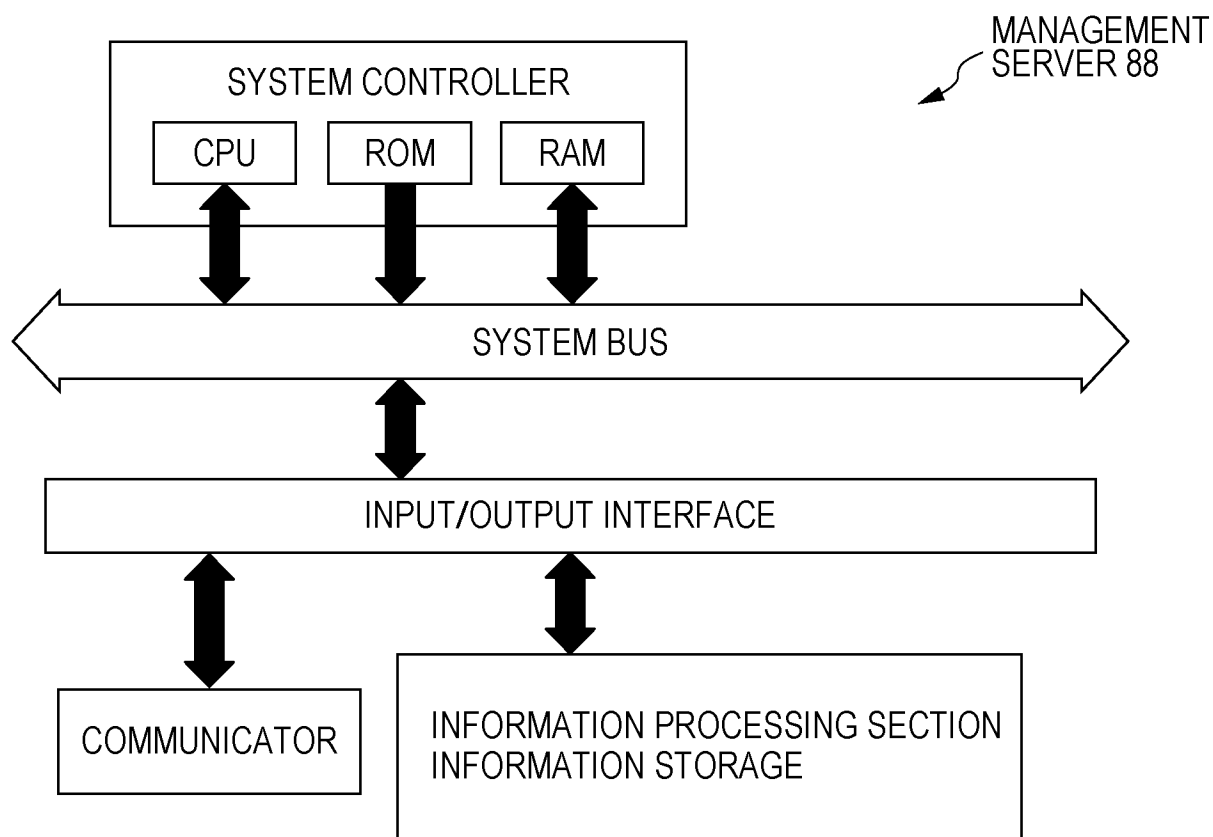 MANAGEMENT
SERVER 88
SYSTEM CONTROLLER
CPU
ROM
RAM
SYSTEM BUS
INPUT/OUTPUT INTERFACE
COMMUNICATOR
INFORMATION PROCESSING SECTION
INFORMATION STORAGE